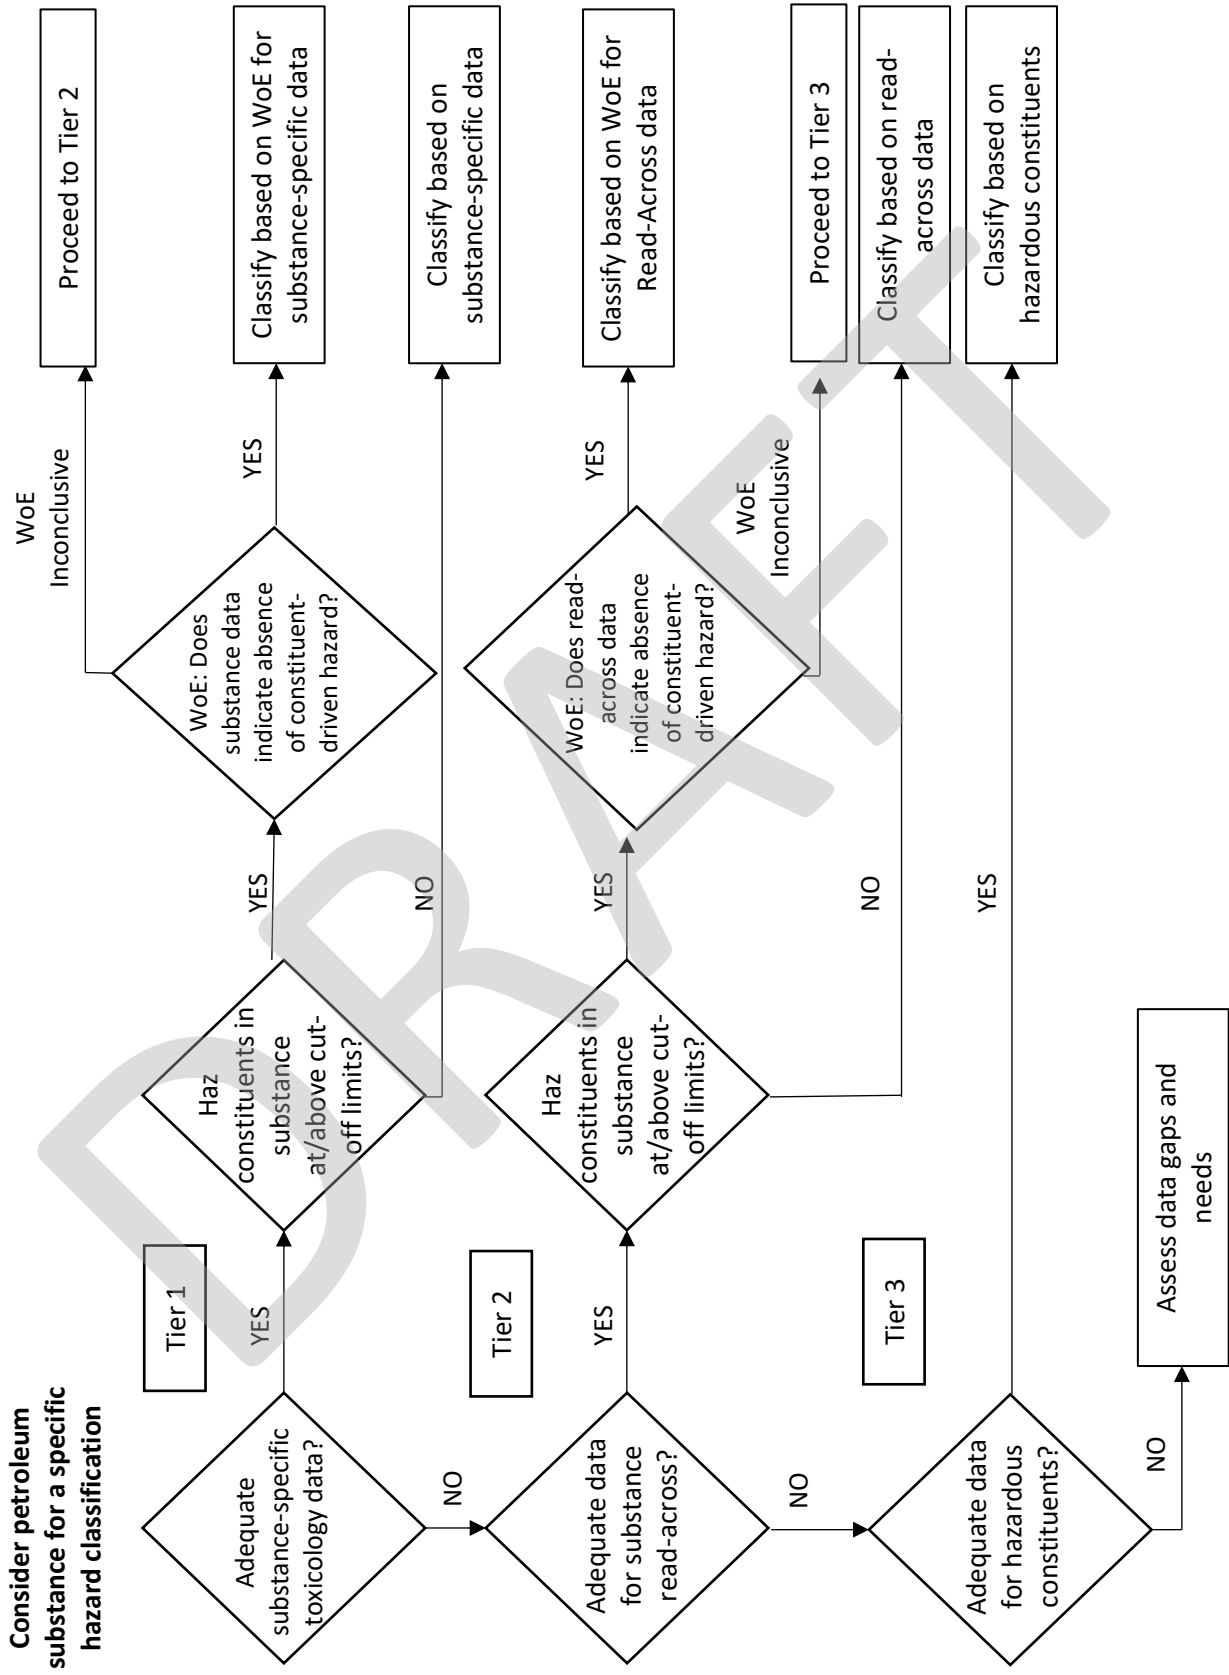 Consider petroleum
substance for a specific
hazard classification
Tier 1
Adequate
substance-specific
toxicology data?
YES
NO
Haz
constituents in
substance
at/above cut-
off limits?
YES
NO
WoE: Does
substance data
indicate absence
of constituent-
driven hazard?
WoE
Inconclusive
YES
Proceed to Tier 2
Classify based on WoE for
substance-specific data
Classify based on
substance-specific data
Tier 2
Adequate data
for substance
read-across?
YES
NO
Haz
constituents in
substance
at/above cut-
off limits?
YES
NO
WoE: Does read-
across data
indicate absence
of constituent-
driven hazard?
YES
WoE
Inconclusive
Classify based on WoE for
Read-Across data
Proceed to Tier 3
Classify based on read-
across data
Tier 3
Adequate data
for hazardous
constituents?
YES
NO
Classify based on
hazardous constituents
Assess data gaps and
needs
DRAFT